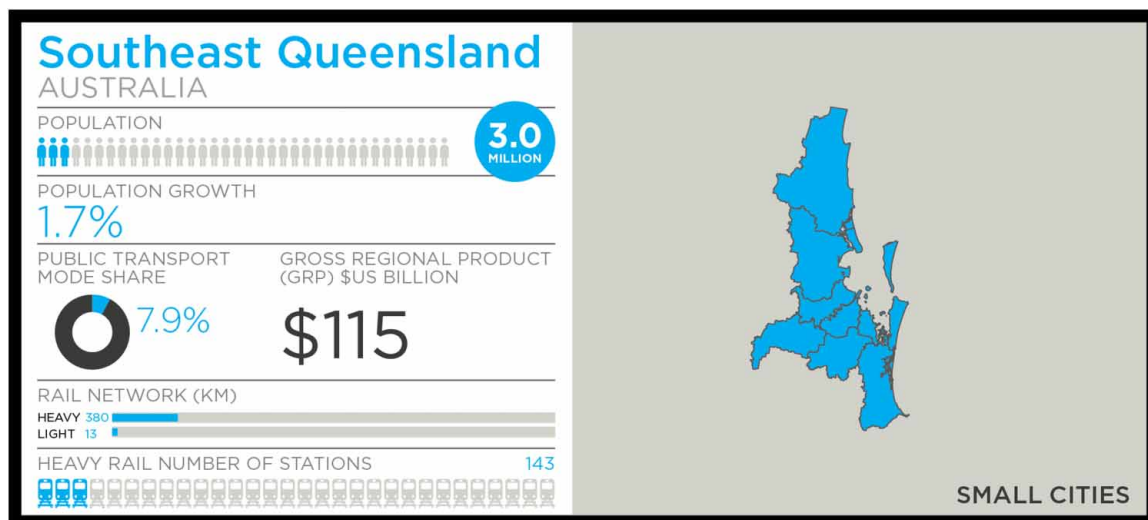 Southeast Queensland
AUSTRALIA
POPULATION
3.0
MILLION
POPULATION GROWTH
1.7%
PUBLIC TRANSPORT
MODE SHARE
7.9%
GROSS REGIONAL PRODUCT
(GRP) $US BILLION
$115
RAIL NETWORK (KM)
HEAVY 380
LIGHT 13
HEAVY RAIL NUMBER OF STATIONS 143
SMALL CITIES